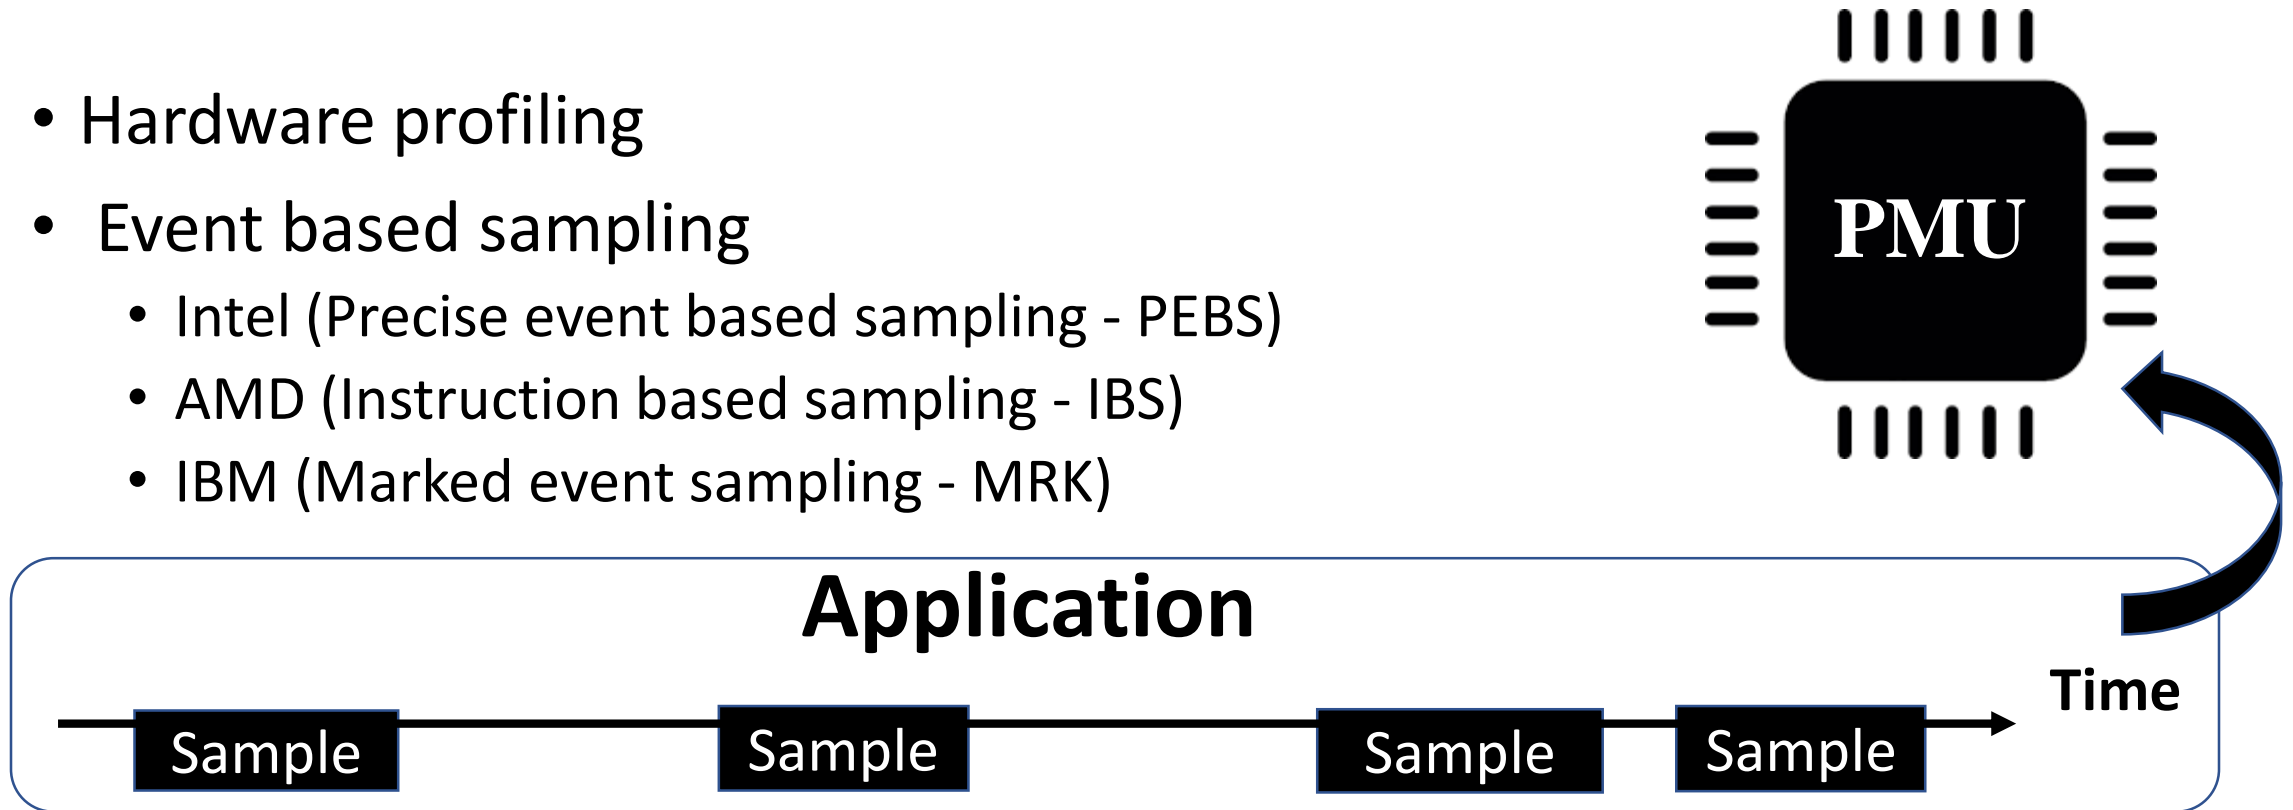 • Hardware profiling
• Event based sampling
• Intel (Precise event based sampling - PEBS)
• AMD (Instruction based sampling - IBS)
• IBM (Marked event sampling - MRK)
PMU
Application
Time
Sample
Sample
Sample
Sample